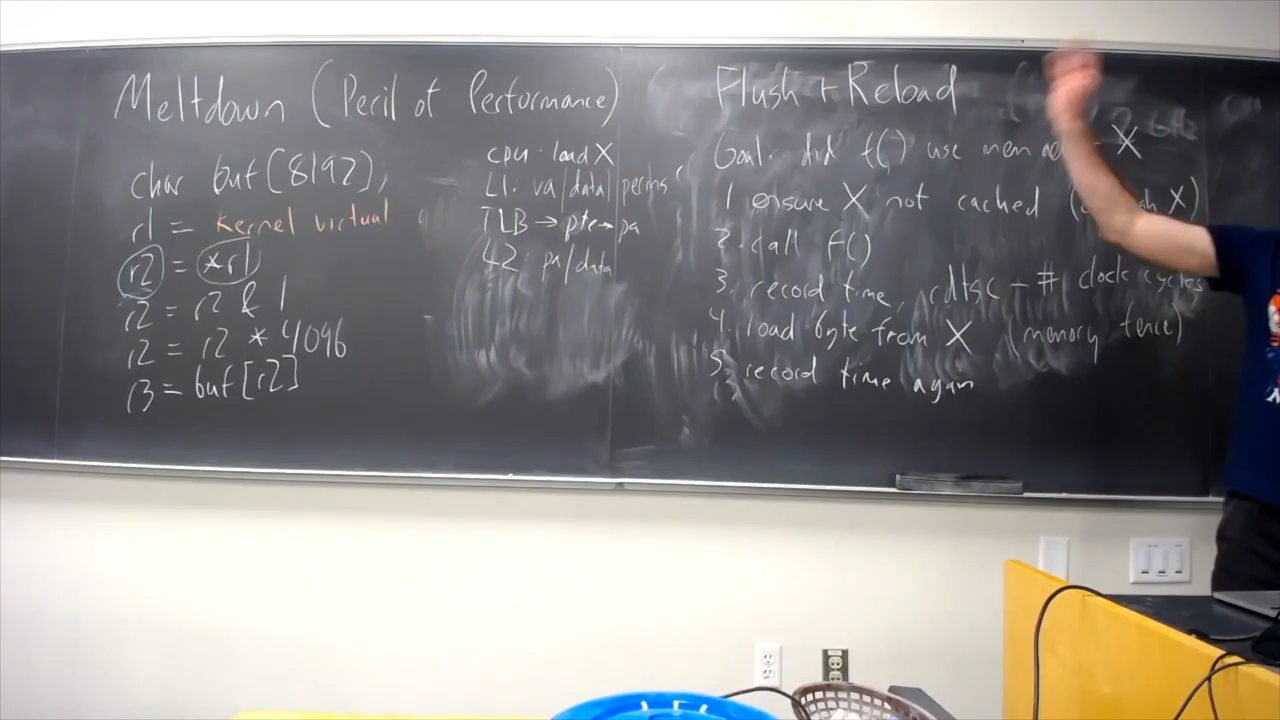 Meltdown (Peril of Performance)
char buf[8192];
r1 = kernel virtual
r2 = *r1
r2 = r2 & 1
r2 = r2 * 4096
r3 = buf[r2]
CPU: load X
L1: va | data | perms
TLB → pte → pa
L2: pa/data
Flush + Reload
Goal: did f() use mem X
1. ensure X not cached X)
2. call f()
3. record time, rdtsc - # clock cycles
4. load byte from X (memory fence)
5. record time again